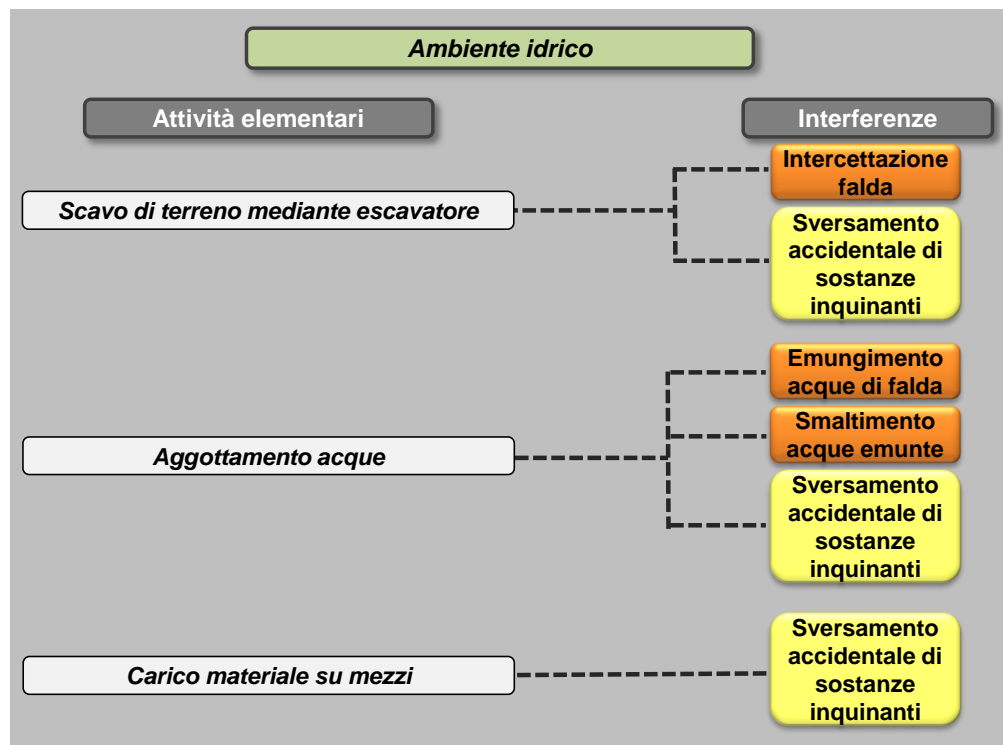 Ambiente idrico
Attività elementari
Interferenze
Scavo di terreno mediante escavatore
Intercettazione
falda
Sversamento
accidentale di
sostanze
inquinanti
Aggottamento acque
Emungimento
acque di falda
Smaltimento
acque emunte
Sversamento
accidentale di
sostanze
inquinanti
Carico materiale su mezzi
Sversamento
accidentale di
sostanze
inquinanti